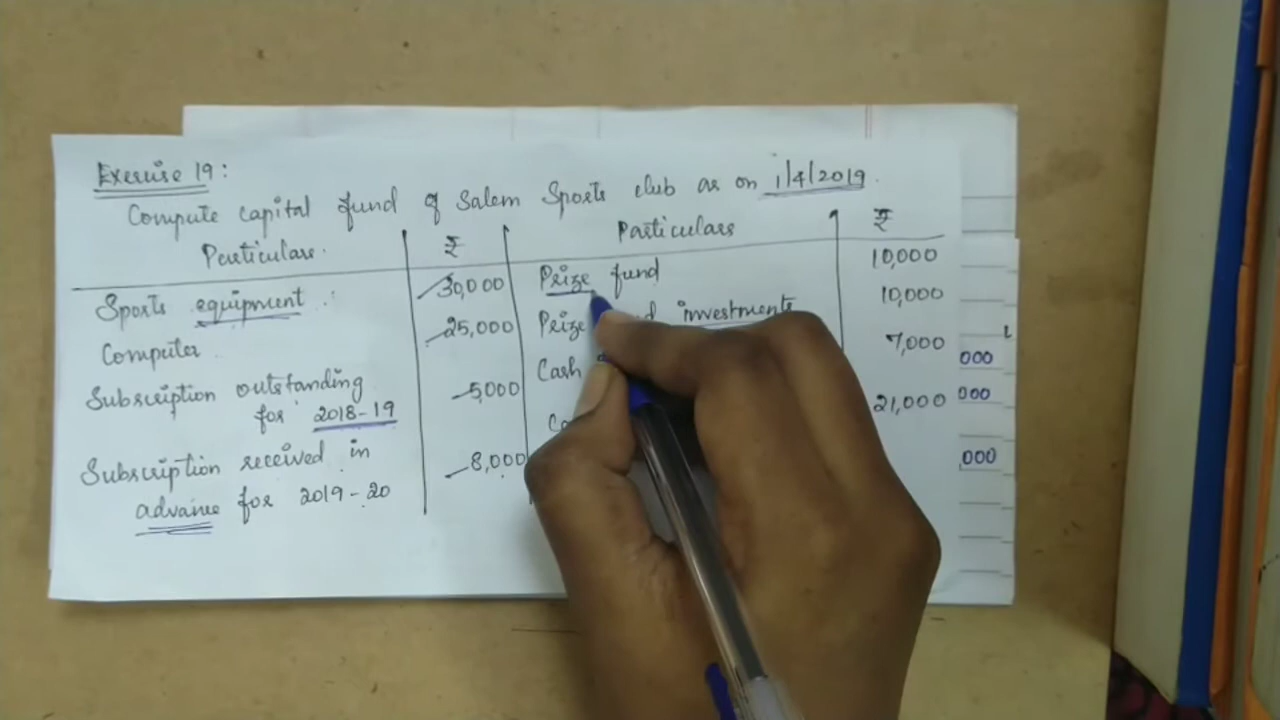 Exercise 19:
Compute capital fund of Salem Sports club as on 1/4/2019.
Particulars ₹ Particulars ₹
Sports equipment 30,000 Prize fund 10,000
Computer 25,000 Prize investments 10,000
Subscription outstanding for 2018-19 5,000 Cash 7,000
Subscription received in advance for 2019-20 8,000 21,000
000
000
000